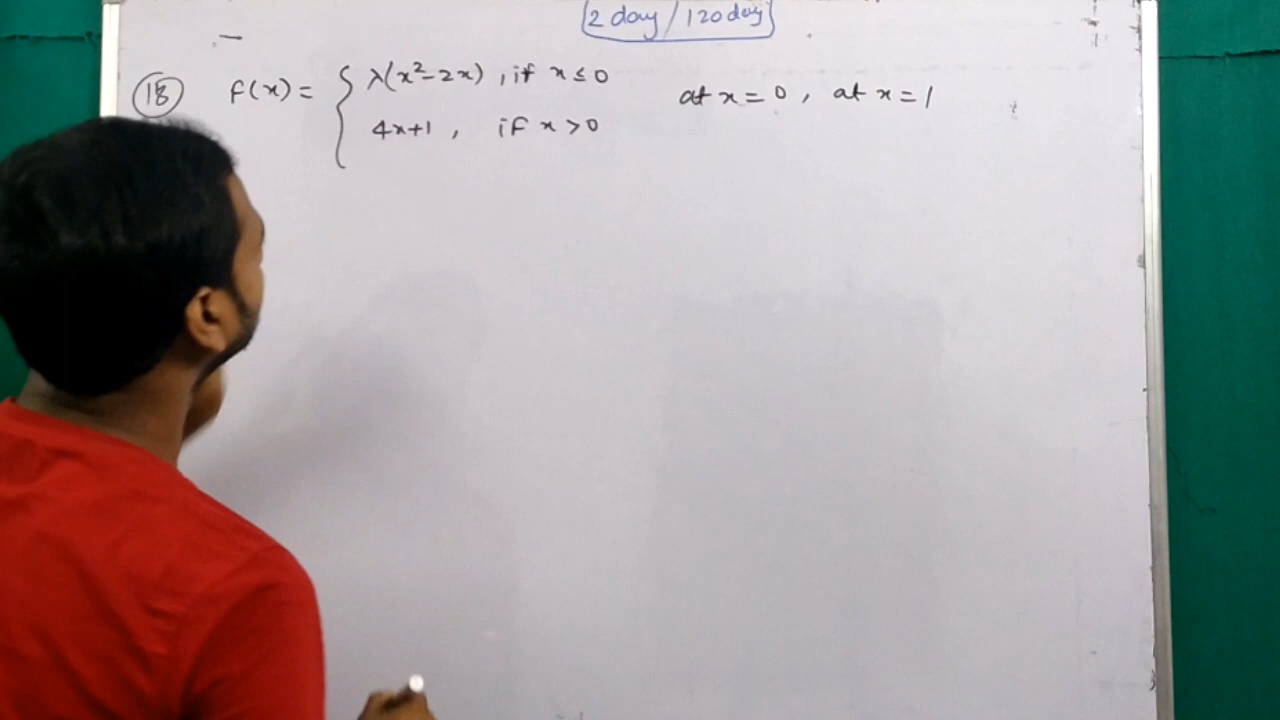 2 day / 120 day
(18) f(x) = { λ(x²-2x) , if x ≤ 0
4x+1 , if x > 0
at x = 0 , at x = 1